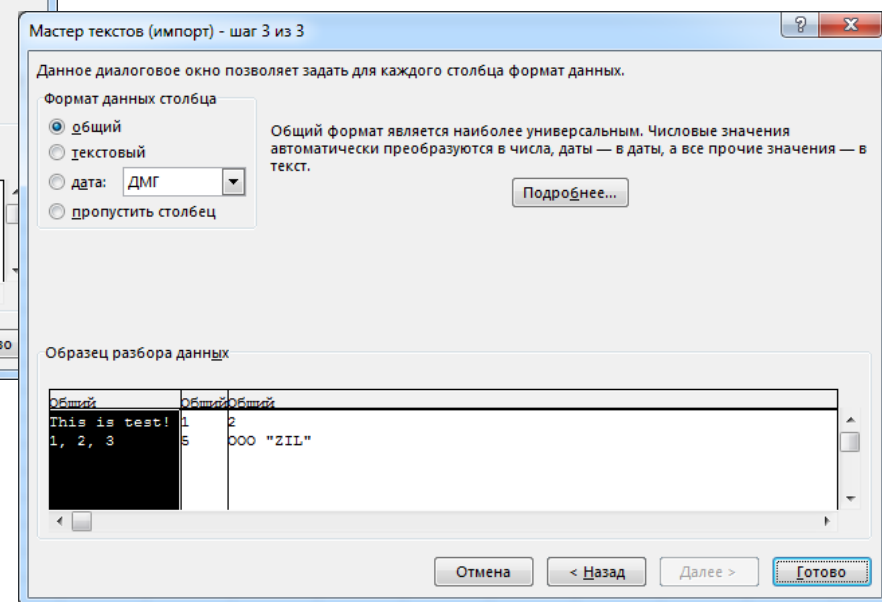 Мастер текстов (импорт) - шаг 3 из 3
Данное диалоговое окно позволяет задать для каждого столбца формат данных.
Формат данных столбца
общий
текстовый
дата: ДМГ
пропустить столбец
Общий формат является наиболее универсальным. Числовые значения
автоматически преобразуются в числа, даты — в даты, а все прочие значения — в
текст.
Подробнее...
во
Образец разбора данных
Общий Общий Общий
This is test! 1 2
1, 2, 3 5 ООО "ZIL"
Отмена < Назад Далее > Готово